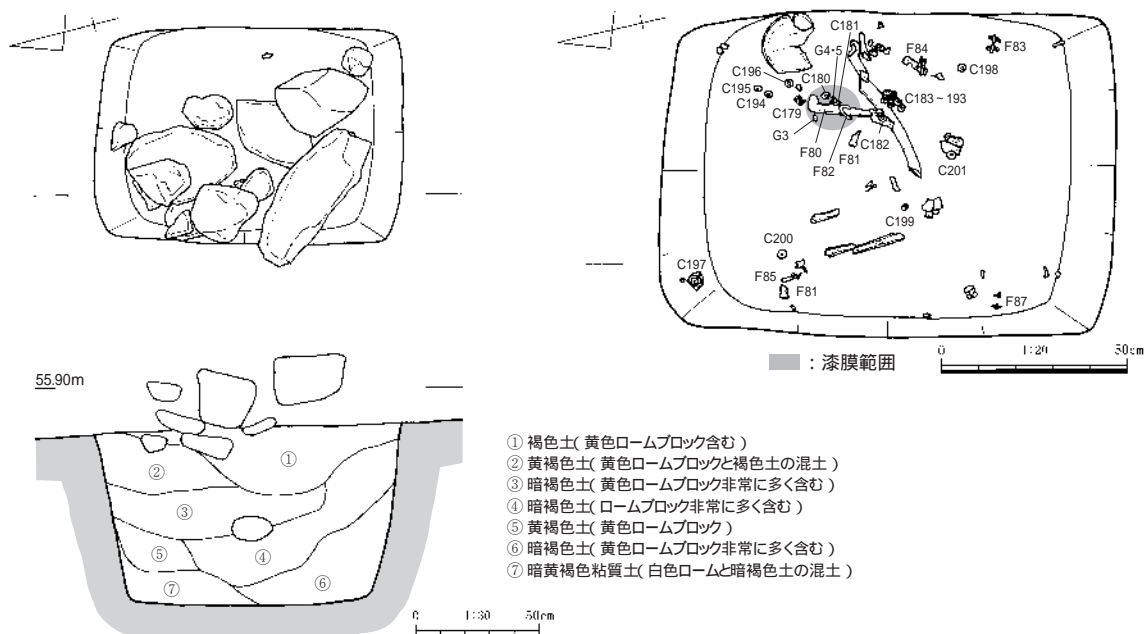 C181
G4・5
C180
C196
C195
C194
C179
G3
F80
F82
F81
C182
F84
F83
C198
C183～193
C201
C199
C200
C197
F85
F81
F87
：漆膜範囲
0 1:20 50cm
55.90m
①
②
③
④
⑤
⑥
⑦
① 褐色土( 黄色ロームブロック含む )
② 黄褐色土( 黄色ロームブロックと褐色土の混土 )
③ 暗褐色土( 黄色ロームブロック非常に多く含む )
④ 暗褐色土( ロームブロック非常に多く含む )
⑤ 黄褐色土( 黄色ロームブロック )
⑥ 暗褐色土( 黄色ロームブロック非常に多く含む )
⑦ 暗黄褐色粘質土( 白色ロームと暗褐色土の混土 )
0 1:30 50cm